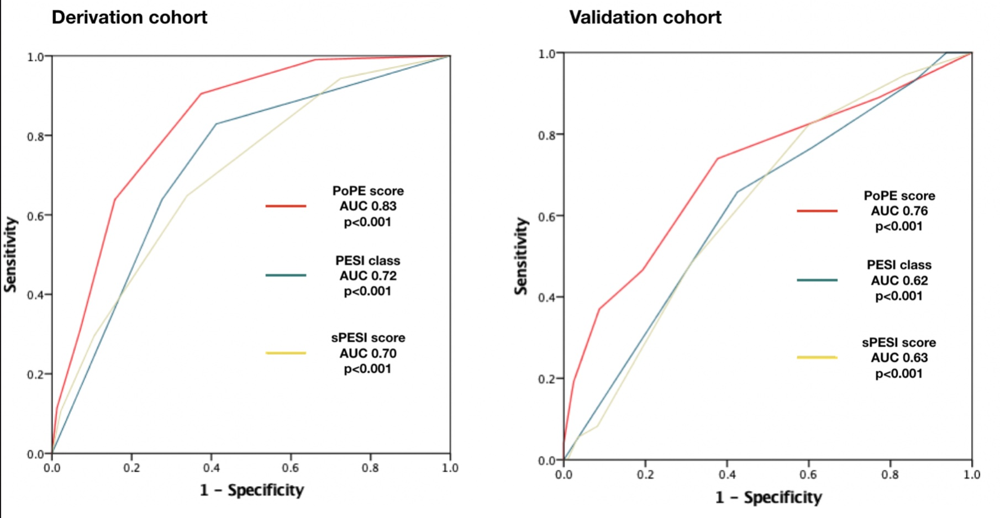 Derivation cohort
1.0
0.8
0.6
0.4
0.2
0.0
Sensitivity
PoPE score
AUC 0.83
p<0.001
PESI class
AUC 0.72
p<0.001
sPESI score
AUC 0.70
p<0.001
0.0 0.2 0.4 0.6 0.8 1.0
1 - Specificity
Validation cohort
1.0
0.8
0.6
0.4
0.2
0.0
Sensitivity
PoPE score
AUC 0.76
p<0.001
PESI class
AUC 0.62
p<0.001
sPESI score
AUC 0.63
p<0.001
0.0 0.2 0.4 0.6 0.8 1.0
1 - Specificity